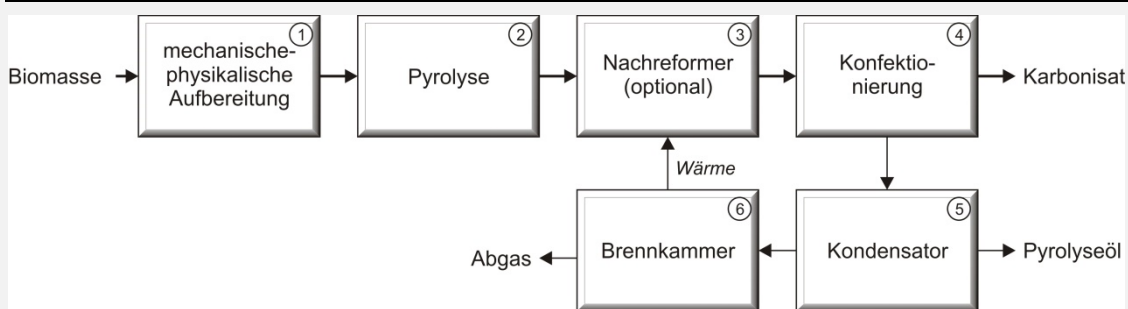 Biomasse
mechanische-
physikalische
Aufbereitung
1
Pyrolyse
2
Nachreformer
(optional)
3
Konfektio-
nierung
4
Karbonisat
Wärme
Abgas
Brennkammer
6
Kondensator
5
Pyrolyseöl